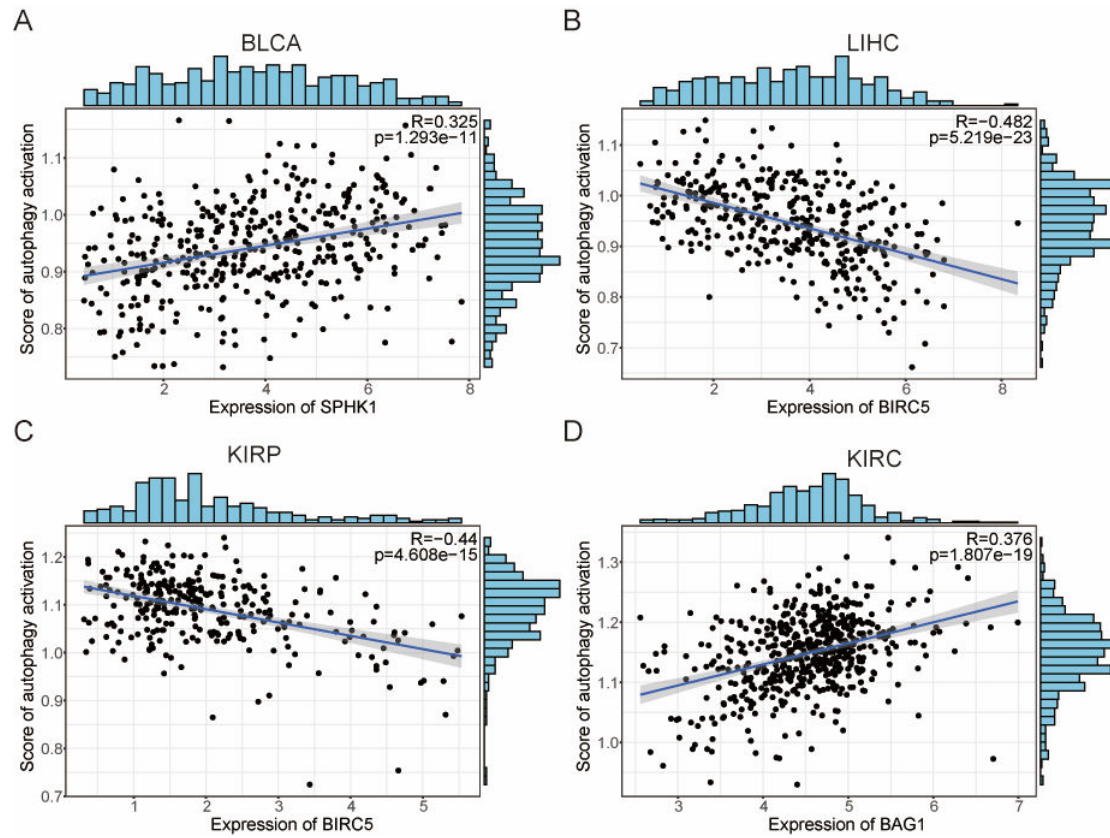 A
BLCA
R=0.325
p=1.293e−11
Score of autophagy activation
1.1
1.0
0.9
0.8
2
4
6
8
Expression of SPHK1
B
LIHC
R=−0.482
p=5.219e−23
Score of autophagy activation
1.1
1.0
0.9
0.8
0.7
2
4
6
8
Expression of BIRC5
C
KIRP
R=−0.44
p=4.608e−15
Score of autophagy activation
1.2
1.1
1.0
0.9
0.8
0.7
1
2
3
4
5
Expression of BIRC5
D
KIRC
R=0.376
p=1.807e−19
Score of autophagy activation
1.3
1.2
1.1
1.0
3
4
5
6
7
Expression of BAG1